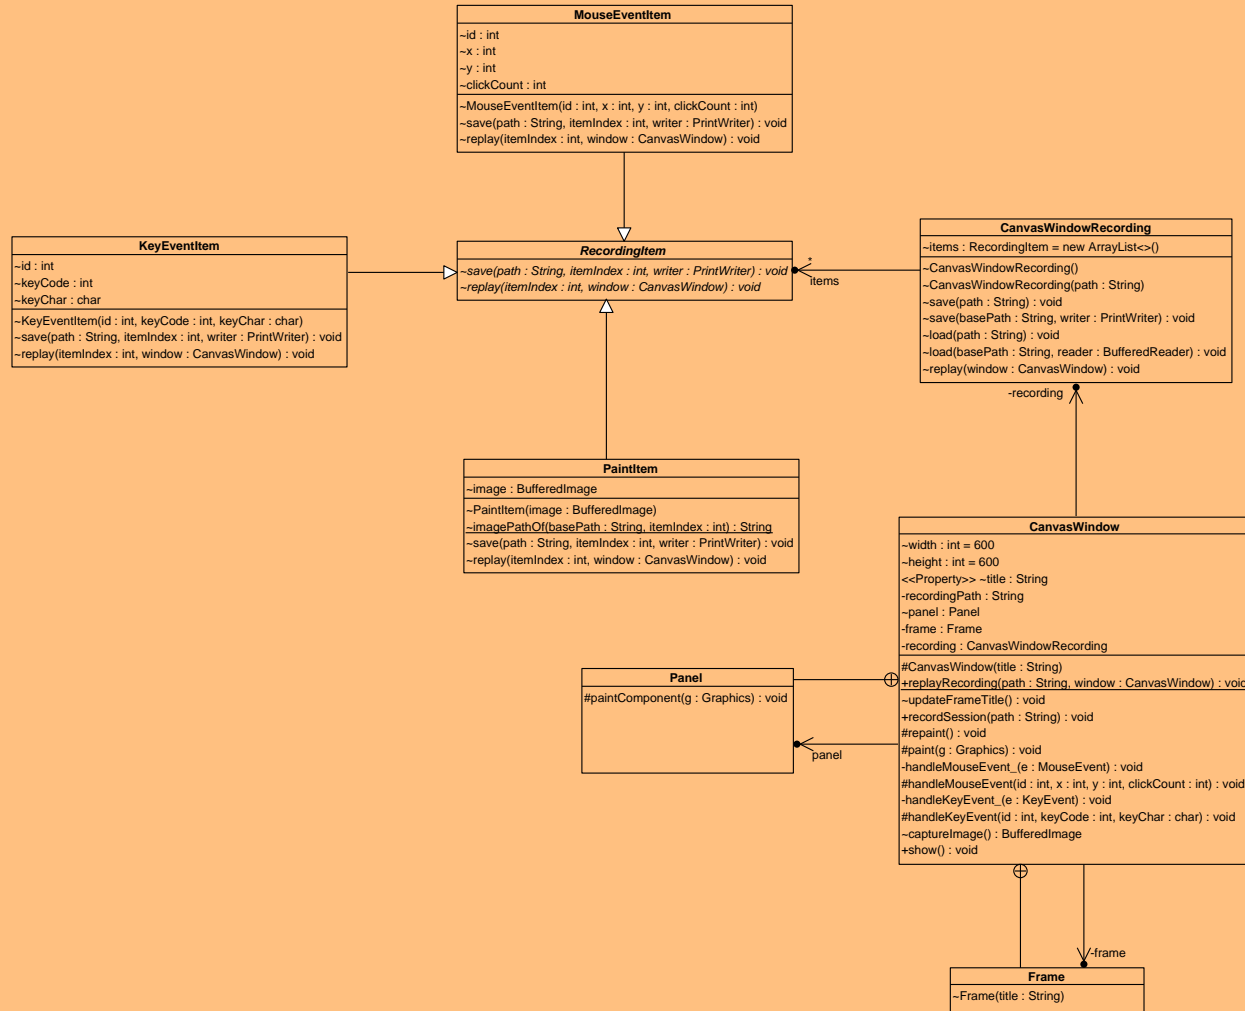 MouseEventItem
~id : int
~x : int
~y : int
~clickCount : int
~MouseEventItem(id : int, x : int, y : int, clickCount : int)
~save(path : String, itemIndex : int, writer : PrintWriter) : void
~replay(itemIndex : int, window : CanvasWindow) : void
KeyEventItem
~id : int
~keyCode : int
~keyChar : char
~KeyEventItem(id : int, keyCode : int, keyChar : char)
~save(path : String, itemIndex : int, writer : PrintWriter) : void
~replay(itemIndex : int, window : CanvasWindow) : void
RecordingItem
~save(path : String, itemIndex : int, writer : PrintWriter) : void
~replay(itemIndex : int, window : CanvasWindow) : void
*
items
CanvasWindowRecording
~items : RecordingItem = new ArrayList<>()
~CanvasWindowRecording()
~CanvasWindowRecording(path : String)
~save(path : String) : void
~save(basePath : String, writer : PrintWriter) : void
~load(path : String) : void
~load(basePath : String, reader : BufferedReader) : void
~replay(window : CanvasWindow) : void
-recording
PaintItem
~image : BufferedImage
~PaintItem(image : BufferedImage)
~imagePathOf(basePath : String, itemIndex : int) : String
~save(path : String, itemIndex : int, writer : PrintWriter) : void
~replay(itemIndex : int, window : CanvasWindow) : void
CanvasWindow
~width : int = 600
~height : int = 600
<<Property>> ~title : String
-recordingPath : String
~panel : Panel
-frame : Frame
-recording : CanvasWindowRecording
#CanvasWindow(title : String)
+replayRecording(path : String, window : CanvasWindow) : void
~updateFrameTitle() : void
+recordSession(path : String) : void
#repaint() : void
#paint(g : Graphics) : void
-handleMouseEvent_(e : MouseEvent) : void
#handleMouseEvent(id : int, x : int, y : int, clickCount : int) : void
-handleKeyEvent_(e : KeyEvent) : void
#handleKeyEvent(id : int, keyCode : int, keyChar : char) : void
~captureImage() : BufferedImage
+show() : void
Panel
#paintComponent(g : Graphics) : void
panel
-frame
Frame
~Frame(title : String)